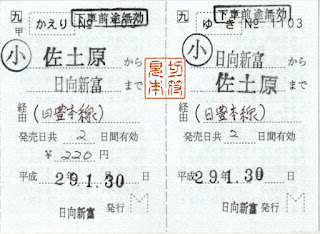 九
甲
かえり
下車前途無効
小
佐土原 から
日向新富 まで
経由 (日豊本線)
発売日共 2 日間有効
¥ 220 円
平成 29.1.30
日向新富 発行
九
ゆき
下車前途無効
№ 1103
小
日向新富 から
佐土原 まで
経由 (日豊本線)
発売日共 2 日間有効
平成 29.1.30
日向新富 発行